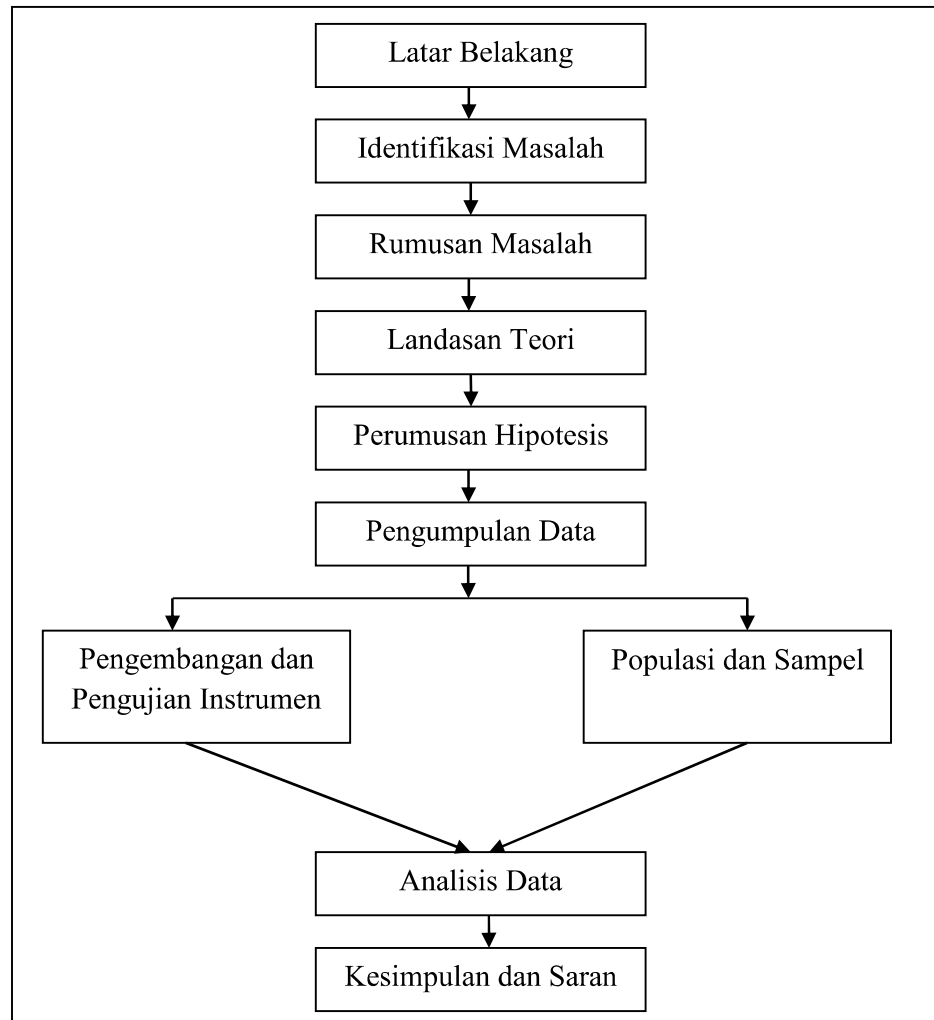 Latar Belakang
Identifikasi Masalah
Rumusan Masalah
Landasan Teori
Perumusan Hipotesis
Pengumpulan Data
Pengembangan dan
Pengujian Instrumen
Populasi dan Sampel
Analisis Data
Kesimpulan dan Saran